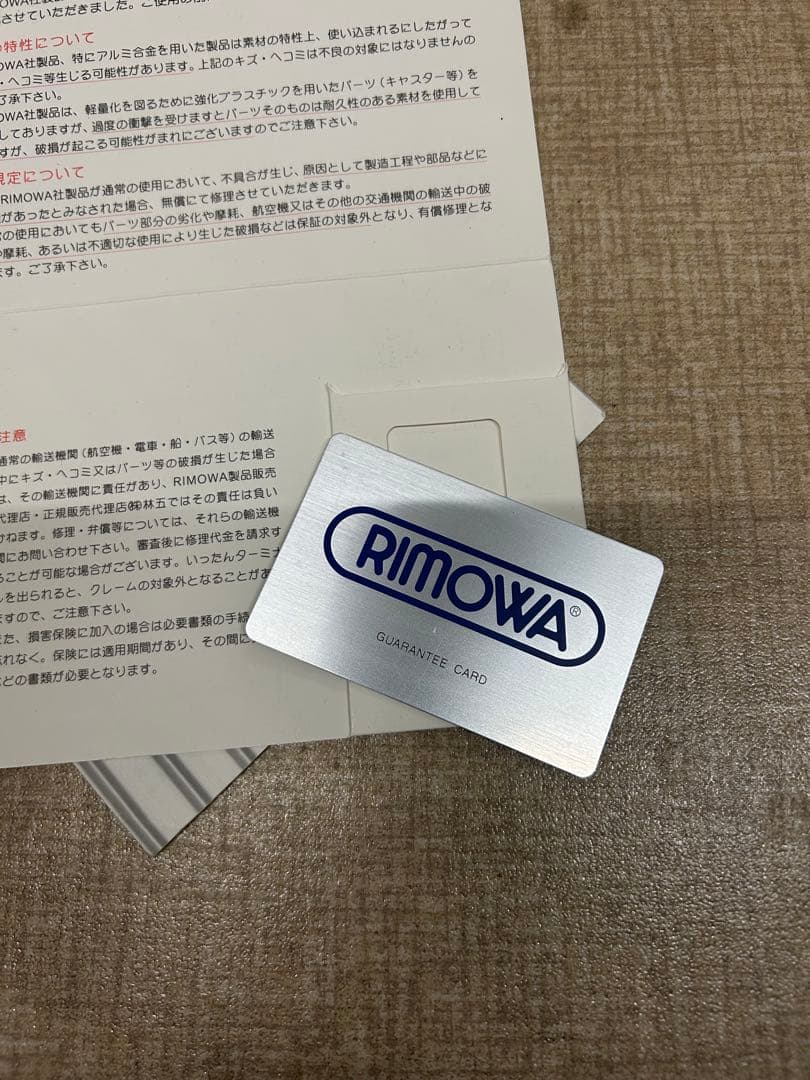 させていただきました。ご使用の前
の特性について
OWA社製品、特にアルミ合金を用いた製品は素材の特性上、使い込まれるにしたがって
・ヘコミ等生じる可能性があります。上記のキズ・ヘコミは不良の対象にはなりませんの
了承下さい。
OWA社製品は、軽量化を図るために強化プラスチックを用いたパーツ（キャスター等）を
しておりますが、過度の衝撃を受けますとパーツそのものは耐久性のある素材を使用して
すが、破損が起こる可能性がまれにございますのでご注意下さい。
規定について
RIMOWA社製品が通常の使用において、不具合が生じ、原因として製造工程や部品などに
があったとみなされた場合、無償にて修理させていただきます。
の使用においてもパーツ部分の劣化や摩耗、航空機又はその他の交通機関の輸送中の破
や摩耗、あるいは不適切な使用により生じた破損などは保証の対象外となり、有償修理とな
ます。ご了承下さい。
注意
通常の輸送機関（航空機・電車・船・バス等）の輸送
中にキズ・ヘコミ又はパーツ等の破損が生じた場合
は、その輸送機関に責任があり、RIMOWA製品販売
代理店・正規販売代理店㈱林五ではその責任は負い
かねます。修理・弁償等については、それらの輸送機
関にお問い合わせ下さい。審査後に修理代金を請求す
ることが可能な場合がございます。いったんターミナ
ルを出られると、クレームの対象外となることがあ
ますので、ご注意下さい。
また、損害保険に加入の場合は必要書類の手続
忘れなく。保険には適用期間があり、その間に
などの書類が必要となります。
RIMOWA®
GUARANTEE CARD